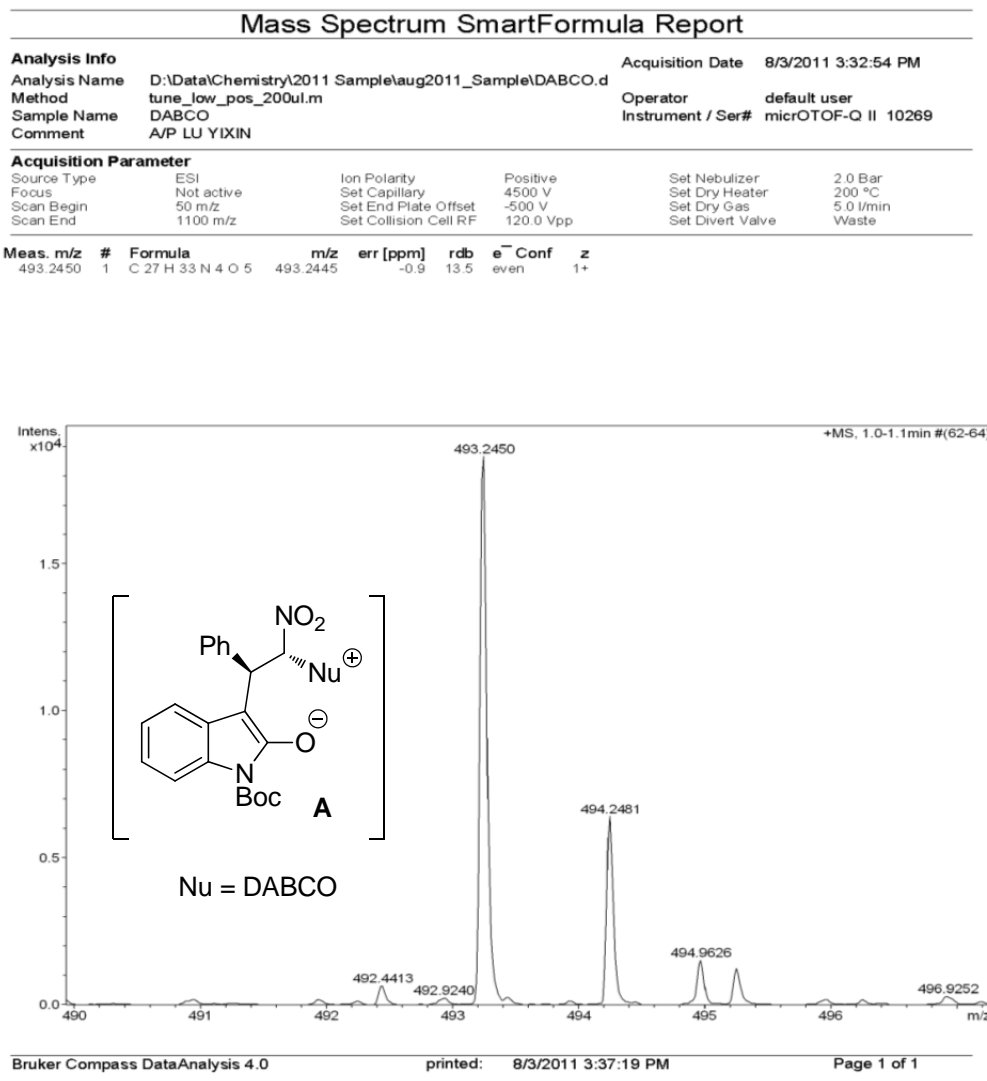 Mass Spectrum SmartFormula Report
Analysis Info
Acquisition Date 8/3/2011 3:32:54 PM
Analysis Name D:\Data\Chemistry\2011 Sample\aug2011_Sample\DABCO.d
Method tune_low_pos_200ul.m Operator default user
Sample Name DABCO Instrument / Ser# micrOTOF-Q II 10269
Comment A/P LU YIXIN
Acquisition Parameter
Source Type ESI Ion Polarity Positive Set Nebulizer 2.0 Bar
Focus Not active Set Capillary 4500 V Set Dry Heater 200 °C
Scan Begin 50 m/z Set End Plate Offset -500 V Set Dry Gas 5.0 l/min
Scan End 1100 m/z Set Collision Cell RF 120.0 Vpp Set Divert Valve Waste
Meas. m/z # Formula m/z err [ppm] rdb e¯ Conf z
493.2450 1 C 27 H 33 N 4 O 5 493.2445 -0.9 13.5 even 1+
Intens.
x10⁴
+MS, 1.0-1.1min #(62-64)
493.2450
1.5
NO₂
Ph
Nu ⊕
1.0
⊖
O
N
Boc
A
494.2481
0.5
Nu = DABCO
494.9626
492.4413
492.9240
496.9252
0.0
490 491 492 493 494 495 496 m/z
Bruker Compass DataAnalysis 4.0 printed: 8/3/2011 3:37:19 PM Page 1 of 1